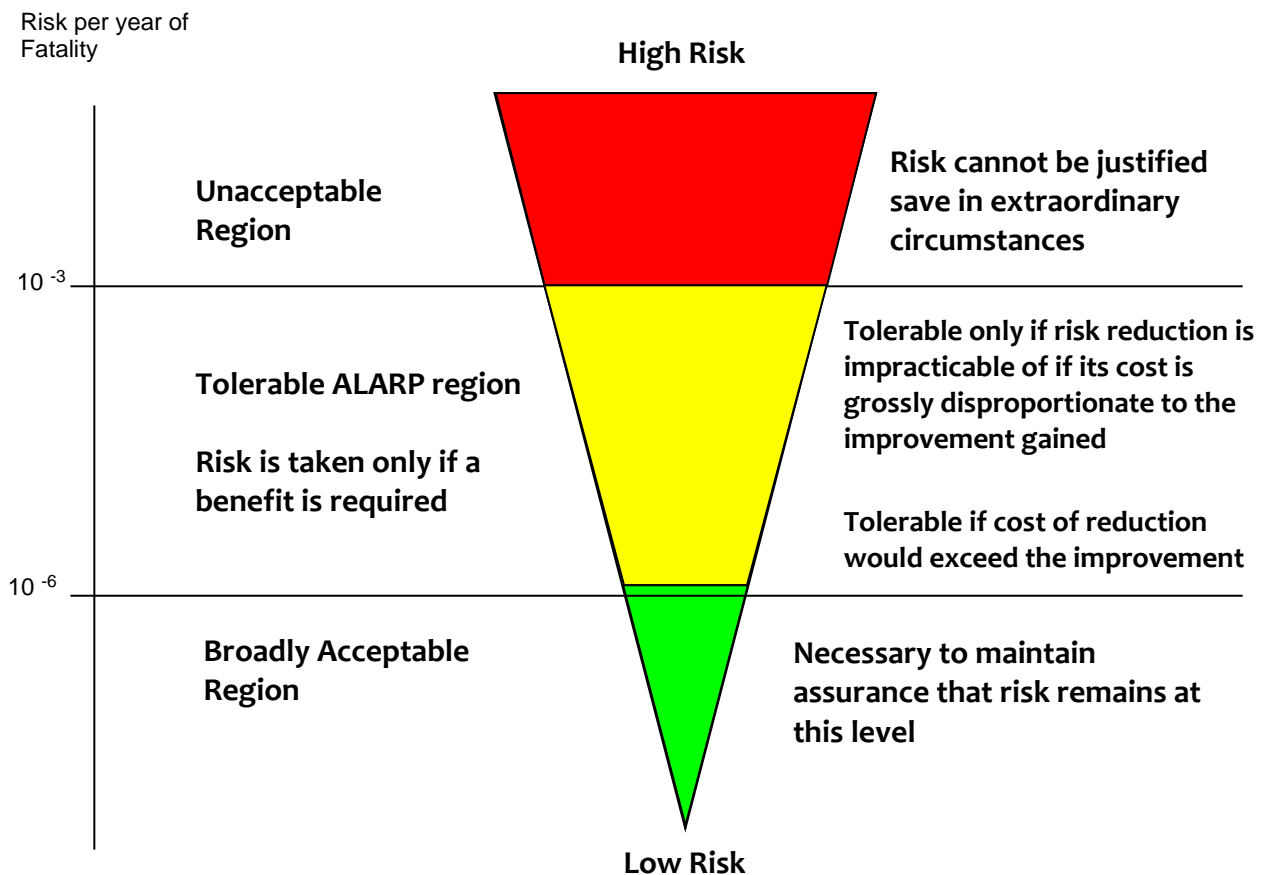 Risk per year of
Fatality
High Risk
Unacceptable
Region
Risk cannot be justified
save in extraordinary
circumstances
10 -3
Tolerable ALARP region
Risk is taken only if a
benefit is required
Tolerable only if risk reduction is
impracticable of if its cost is
grossly disproportionate to the
improvement gained
Tolerable if cost of reduction
would exceed the improvement
10 -6
Broadly Acceptable
Region
Necessary to maintain
assurance that risk remains at
this level
Low Risk